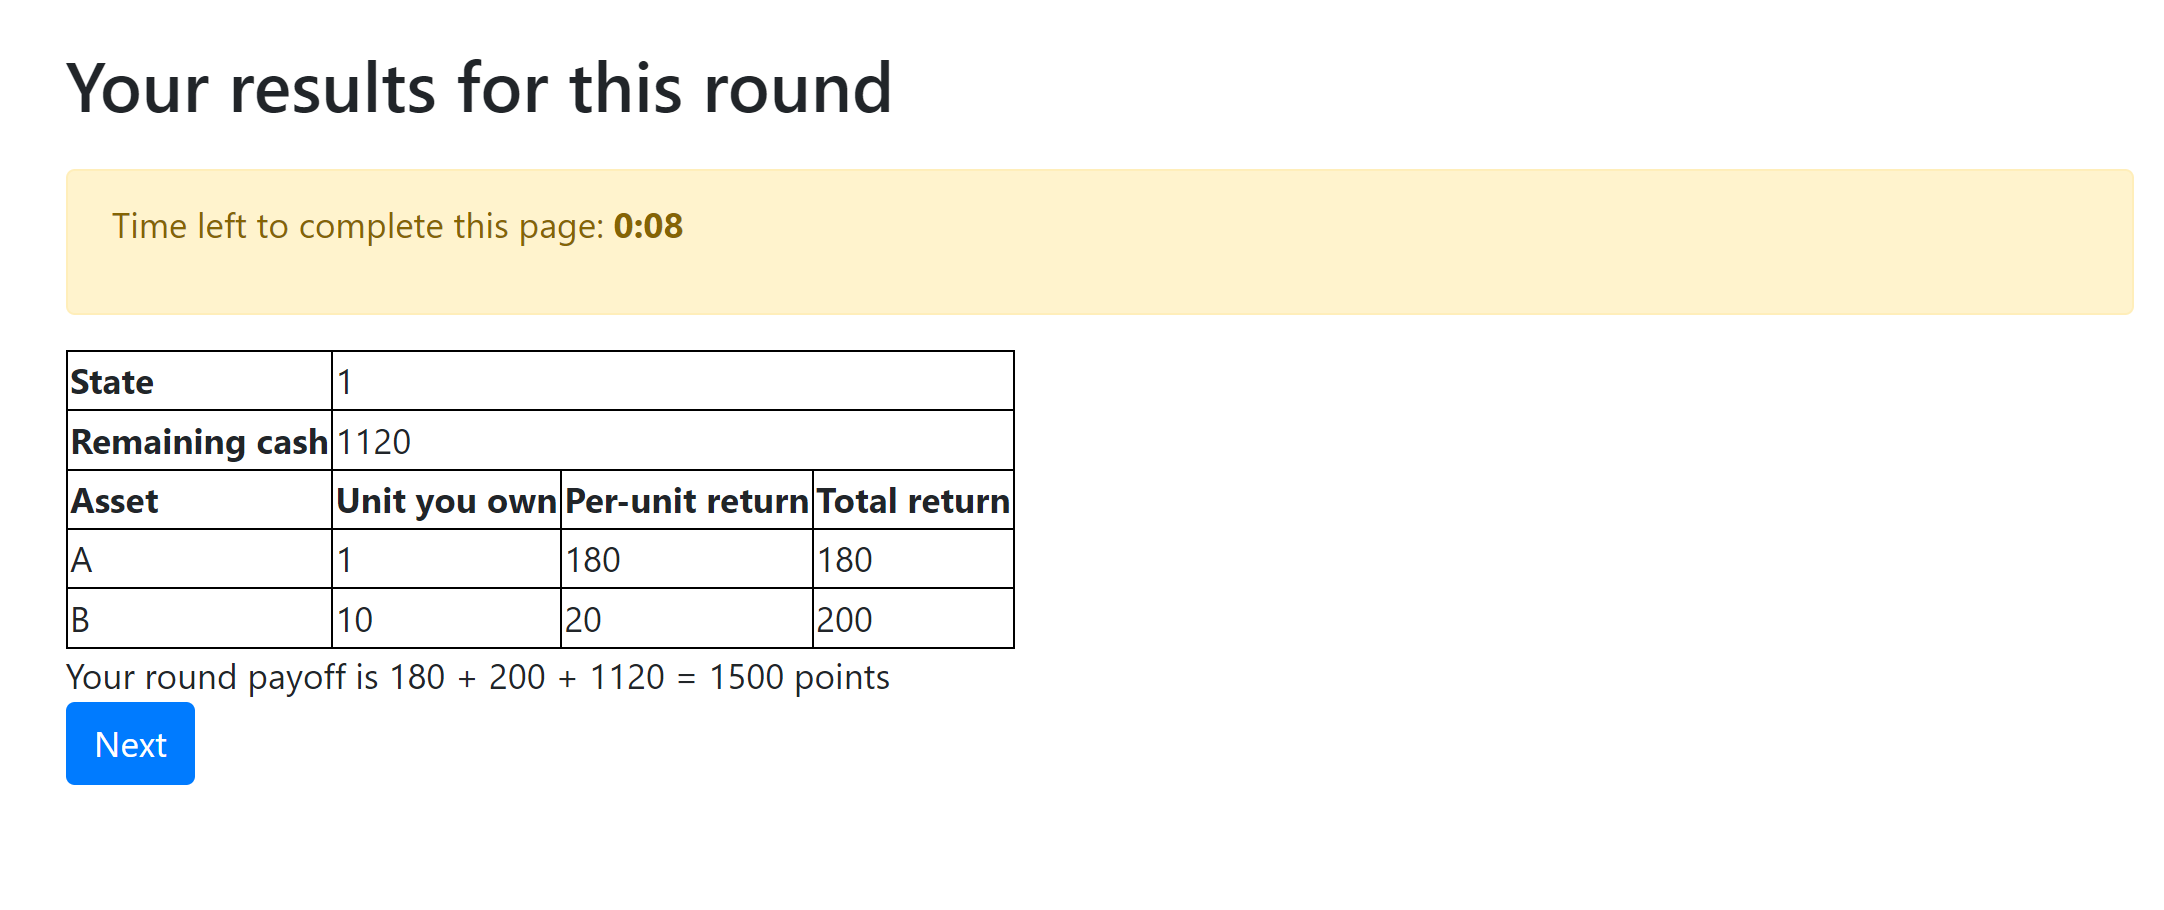 Your results for this round
Time left to complete this page: 0:08
State 1
Remaining cash 1120
Asset Unit you own Per-unit return Total return
A 1 180 180
B 10 20 200
Your round payoff is 180 + 200 + 1120 = 1500 points
Next